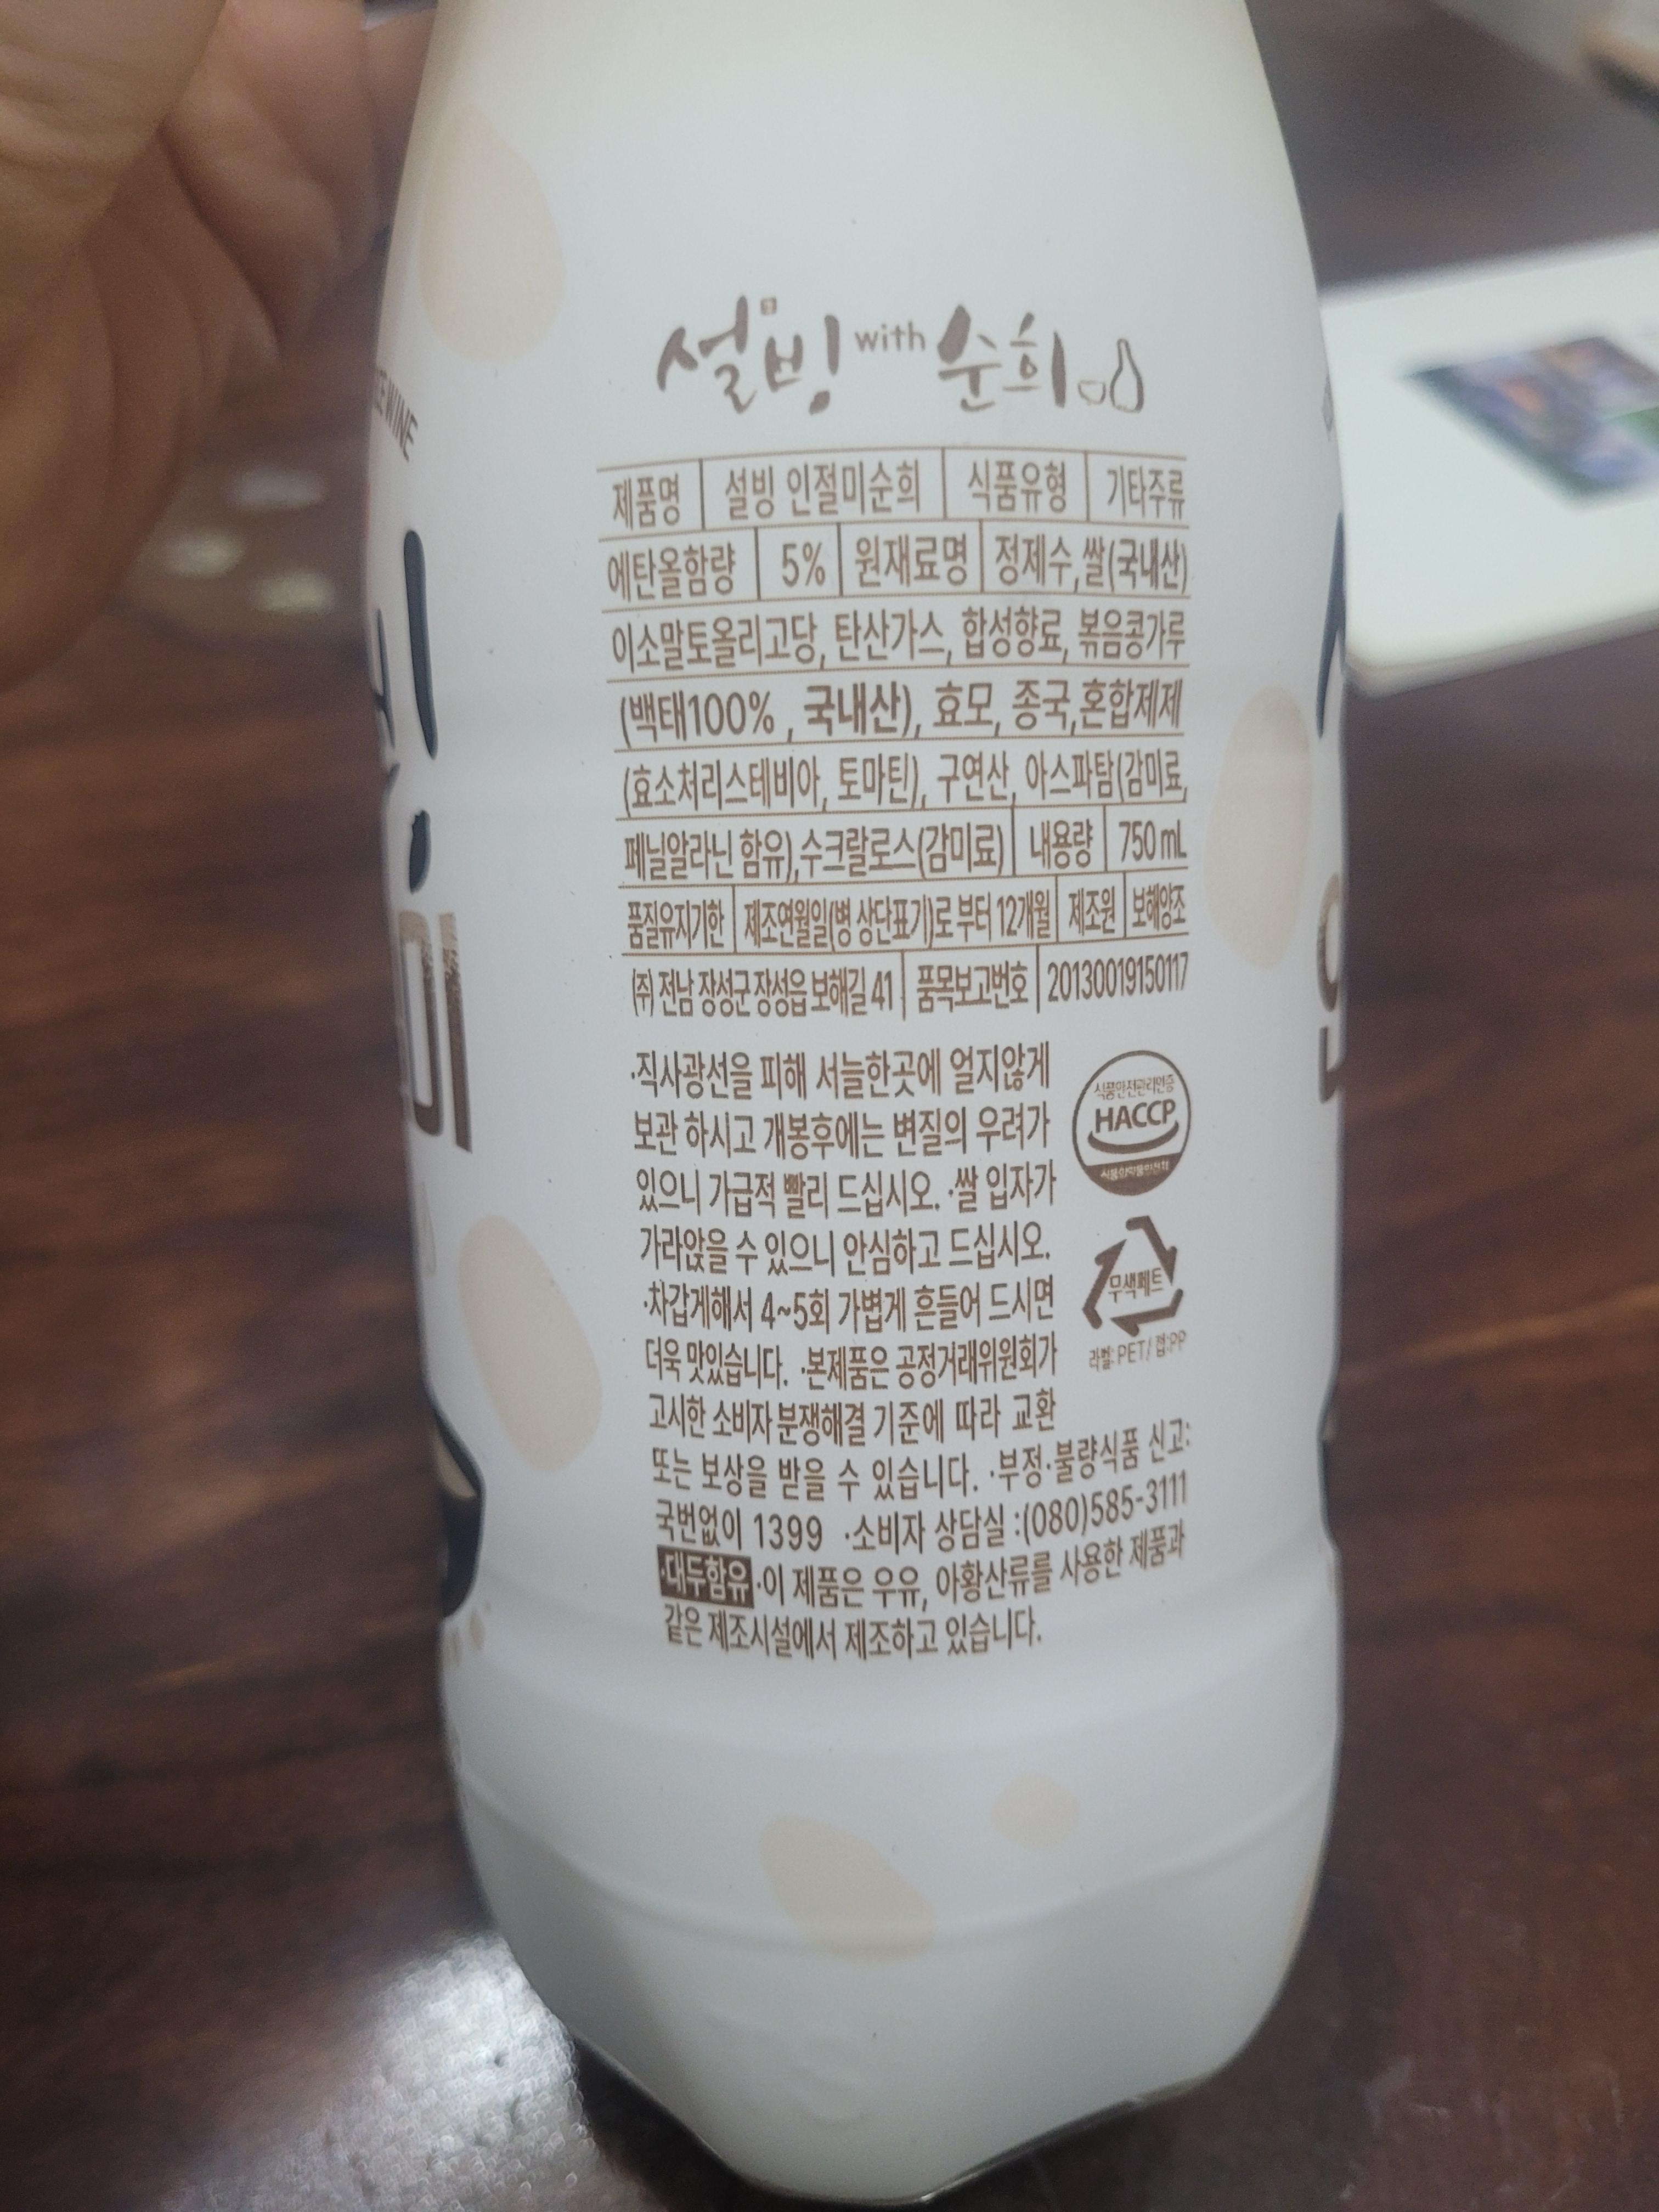 설빙 with 순희
제품명 설빙 인절미순희 식품유형 기타주류
에탄올함량 5% 원재료명 정제수,쌀(국내산)
이소말토올리고당, 탄산가스, 합성향료, 볶음콩가루
(백태100% , 국내산), 효모, 종국,혼합제제
(효소처리스테비아, 토마틴), 구연산, 아스파탐(감미료,
페닐알라닌 함유),수크랄로스(감미료) 내용량 750 mL
품질유지기한 제조연월일(병 상단표기)로 부터 12개월 제조원 보해양조
(주) 전남 장성군 장성읍 보해길 41 품목보고번호 20130019150117
·직사광선을 피해 서늘한곳에 얼지않게
보관 하시고 개봉후에는 변질의 우려가
있으니 가급적 빨리 드십시오. ·쌀 입자가
가라앉을 수 있으니 안심하고 드십시오.
·차갑게해서 4~5회 가볍게 흔들어 드시면
더욱 맛있습니다. ·본제품은 공정거래위원회가
고시한 소비자분쟁해결 기준에 따라 교환
또는 보상을 받을 수 있습니다. ·부정·불량식품 신고:
국번없이 1399 ·소비자 상담실 :(080)585-3111
·대두함유 ·이 제품은 우유, 아황산류를 사용한 제품과
같은 제조시설에서 제조하고 있습니다.
식품안전관리인증
HACCP
식품의약품안전처
무색페트
라벨: PET/ 캡:PP
WINE
미